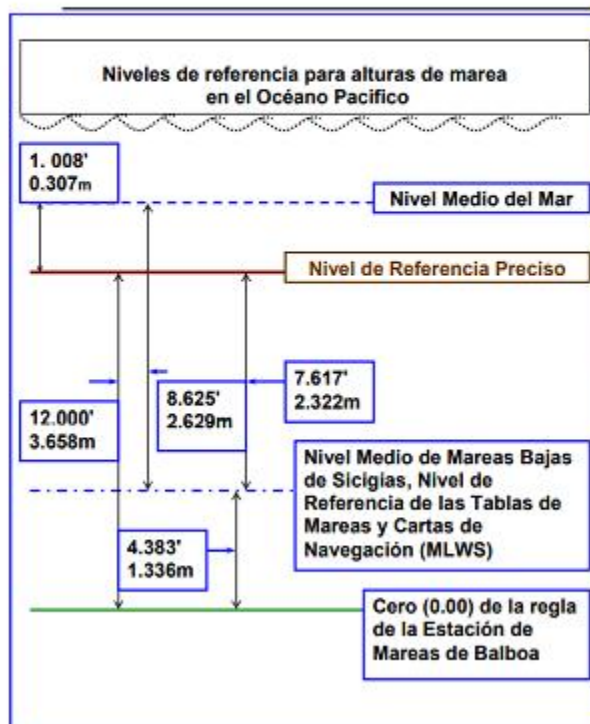 Niveles de referencia para alturas de marea
en el Océano Pacifico
1. 008'
0.307m
Nivel Medio del Mar
Nivel de Referencia Preciso
7.617'
2.322m
8.625'
2.629m
12.000'
3.658m
Nivel Medio de Mareas Bajas
de Sicigias, Nivel de
Referencia de las Tablas de
Mareas y Cartas de
Navegación (MLWS)
4.383'
1.336m
Cero (0.00) de la regla
de la Estación de
Mareas de Balboa